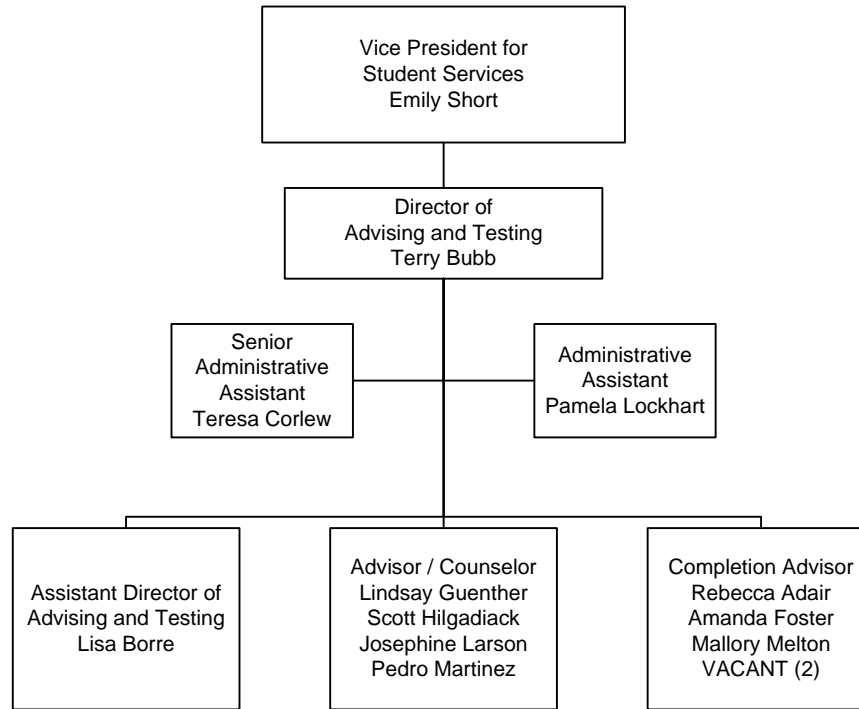 Vice President for
Student Services
Emily Short
Director of
Advising and Testing
Terry Bubb
Senior
Administrative
Assistant
Teresa Corlew
Administrative
Assistant
Pamela Lockhart
Assistant Director of
Advising and Testing
Lisa Borre
Advisor / Counselor
Lindsay Guenther
Scott Hilgadiack
Josephine Larson
Pedro Martinez
Completion Advisor
Rebecca Adair
Amanda Foster
Mallory Melton
VACANT (2)